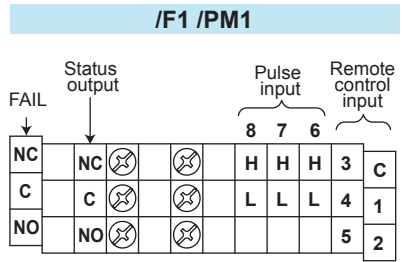 /F1 /PM1
Status output
Pulse input
Remote control input
FAIL
8 7 6
NC NC H H H 3 C
C C L L L 4 1
NO NO 5 2